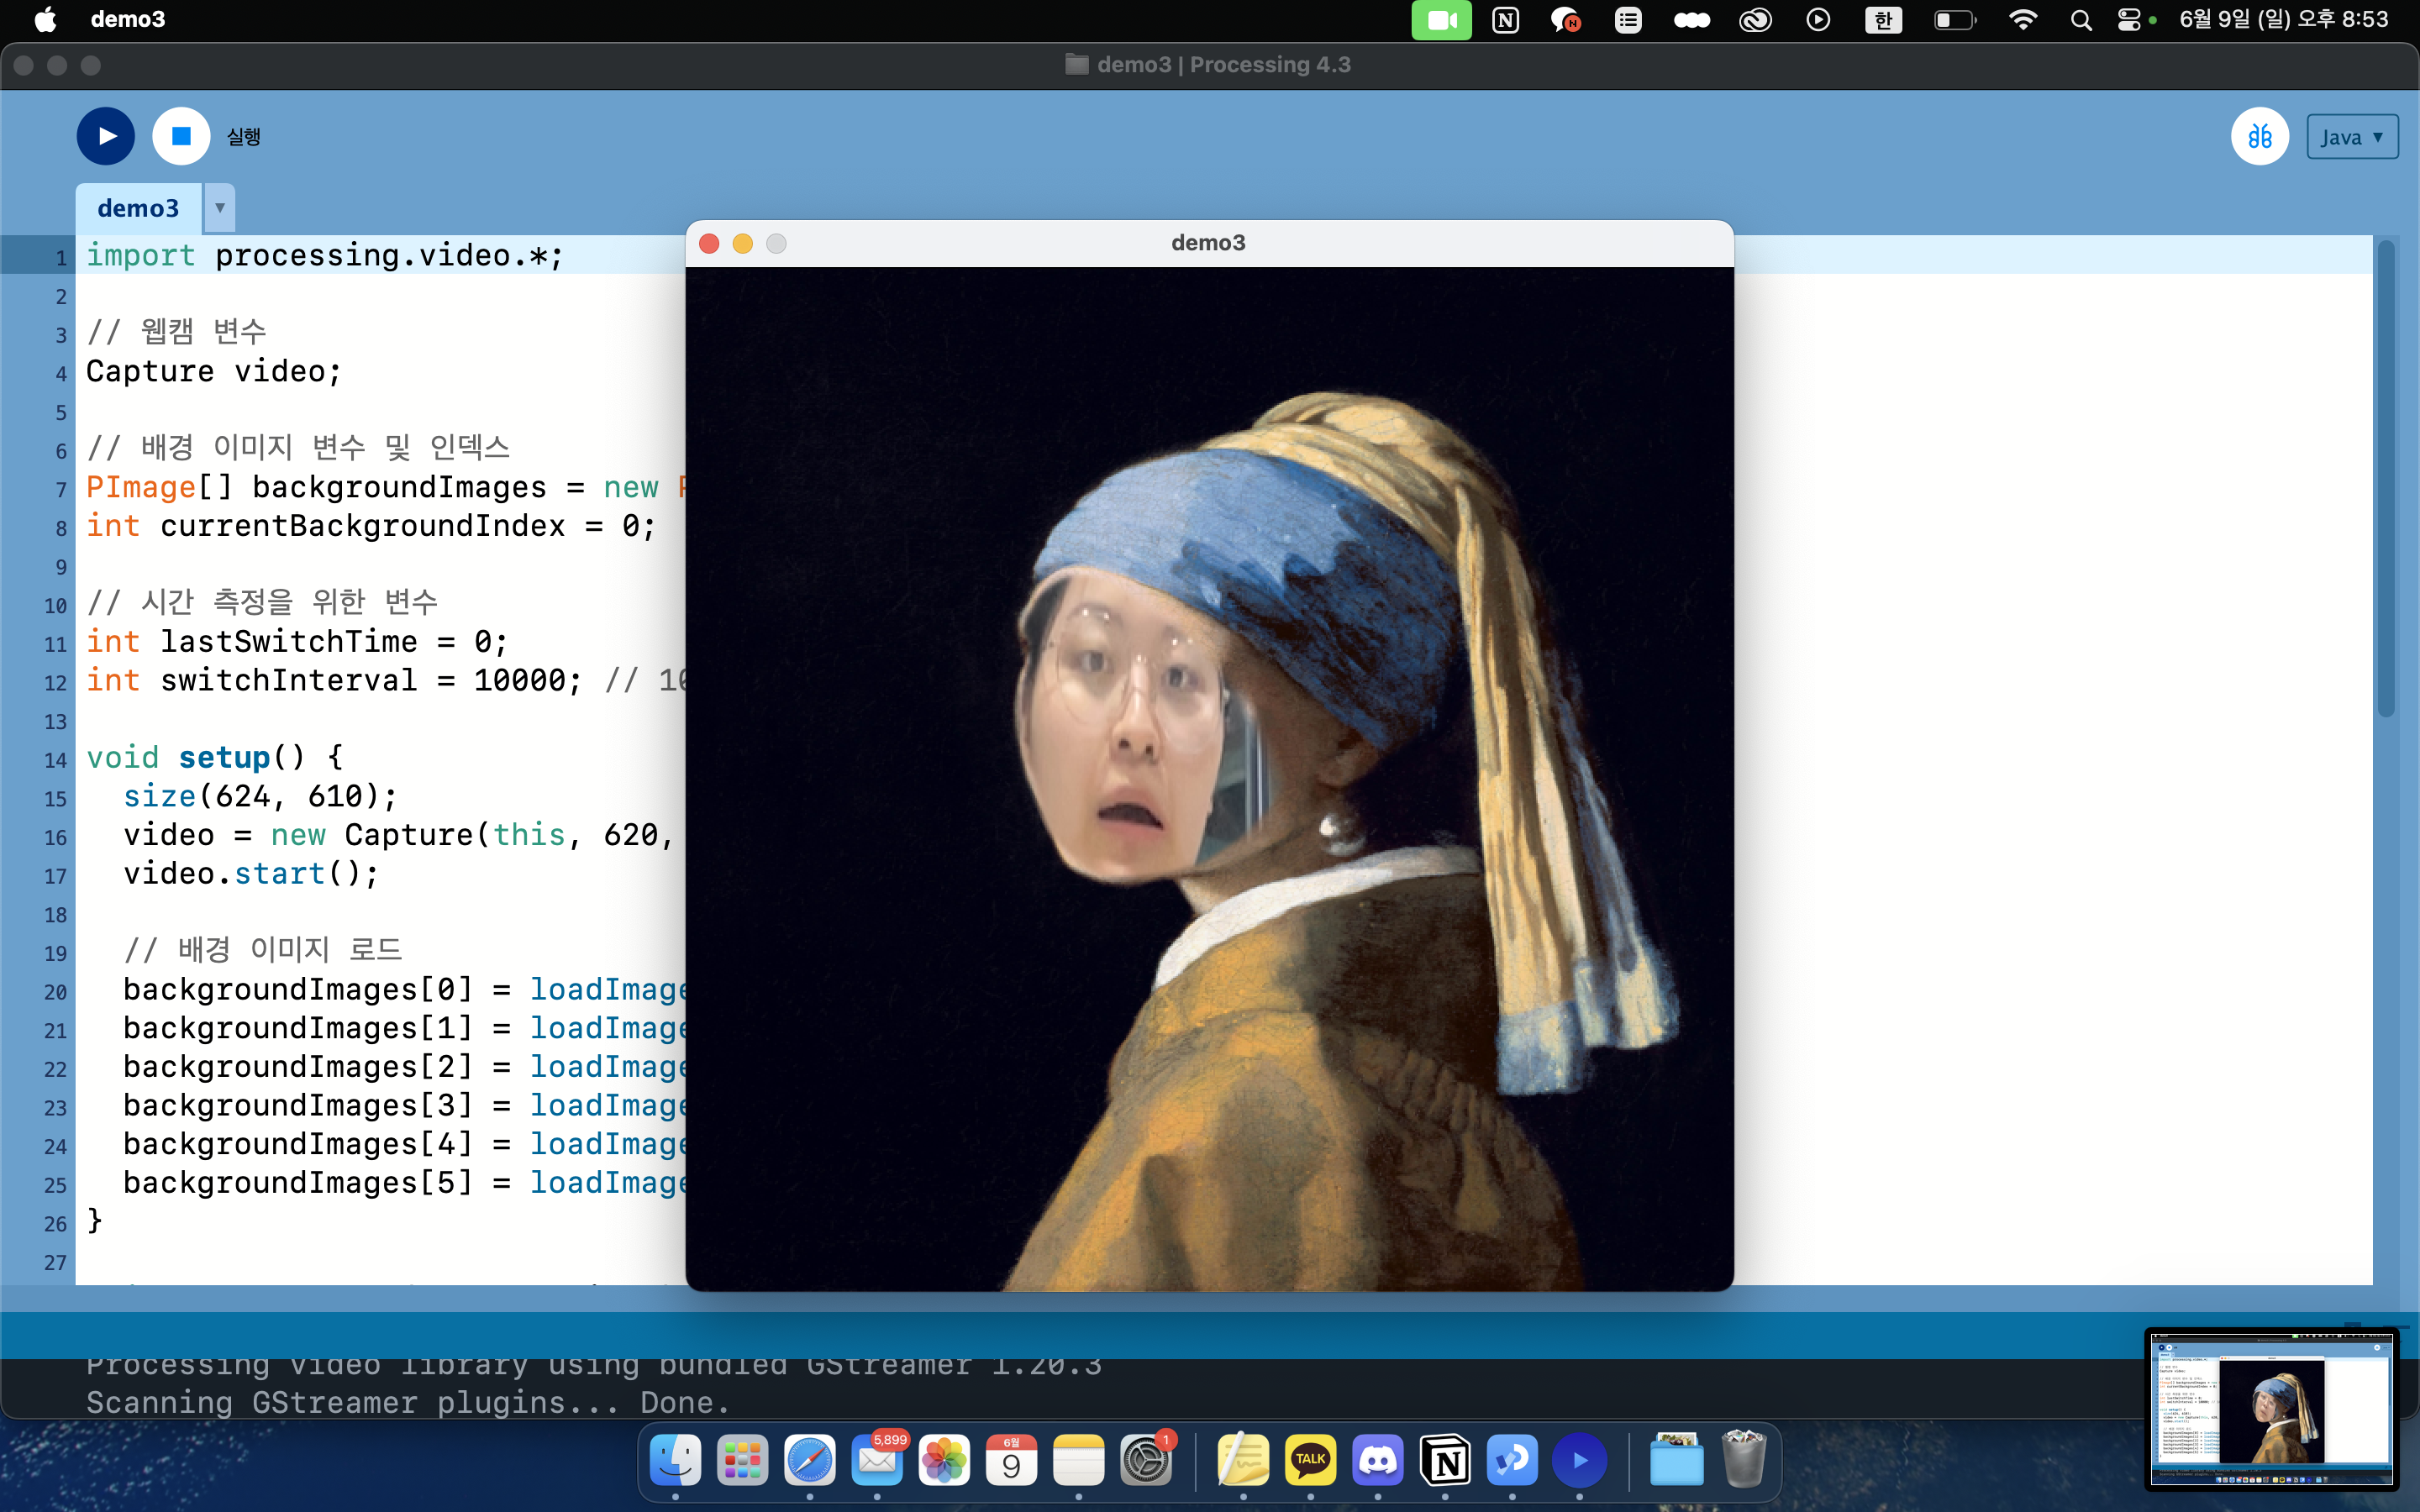 demo3
한
6월 9일 (일) 오후 8:53
demo3 | Processing 4.3
실행
Java ▼
demo3 ▼
demo3
1 import processing.video.*;
2
3 // 웹캠 변수
4 Capture video;
5
6 // 배경 이미지 변수 및 인덱스
7 PImage[] backgroundImages = new
8 int currentBackgroundIndex = 0;
9
10 // 시간 측정을 위한 변수
11 int lastSwitchTime = 0;
12 int switchInterval = 10000; // 10
13
14 void setup() {
15 size(624, 610);
16 video = new Capture(this, 620,
17 video.start();
18
19 // 배경 이미지 로드
20 backgroundImages[0] = loadImage
21 backgroundImages[1] = loadImage
22 backgroundImages[2] = loadImage
23 backgroundImages[3] = loadImage
24 backgroundImages[4] = loadImage
25 backgroundImages[5] = loadImage
26 }
27
Processing video library using bundled GStreamer 1.20.3
Scanning GStreamer plugins... Done.
5,899
6월
9
1
TALK